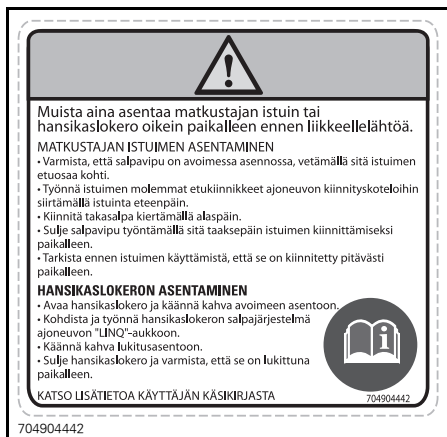 Muista aina asentaa matkustajan istuin tai
hansikaslokero oikein paikalleen ennen liikkeellelähtöä.
MATKUSTAJAN ISTUIMEN ASENTAMINEN
• Varmista, että salpavipu on avoimessa asennossa, vetämällä sitä istuimen
etuosaa kohti.
• Työnnä istuimen molemmat etukiinnikkeet ajoneuvon kiinnityskoteloihin
siirtämällä istuinta eteenpäin.
• Kiinnitä takasalpa kiertämällä alaspäin.
• Sulje salpavipu työntämällä sitä taaksepäin istuimen kiinnittämiseksi
paikalleen.
• Tarkista ennen istuimen käyttämistä, että se on kiinnitetty pitävästi
paikalleen.
HANSIKASLOKERON ASENTAMINEN
• Avaa hansikaslokero ja käännä kahva avoimeen asentoon.
• Kohdista ja työnnä hansikaslokeron salpajärjestelmä
ajoneuvon "LINQ"-aukkoon.
• Käännä kahva lukitusasentoon.
• Sulje hansikaslokero ja varmista, että se on lukittuna
paikalleen.
KATSO LISÄTIETOA KÄYTTÄJÄN KÄSIKIRJASTA
704904442
704904442